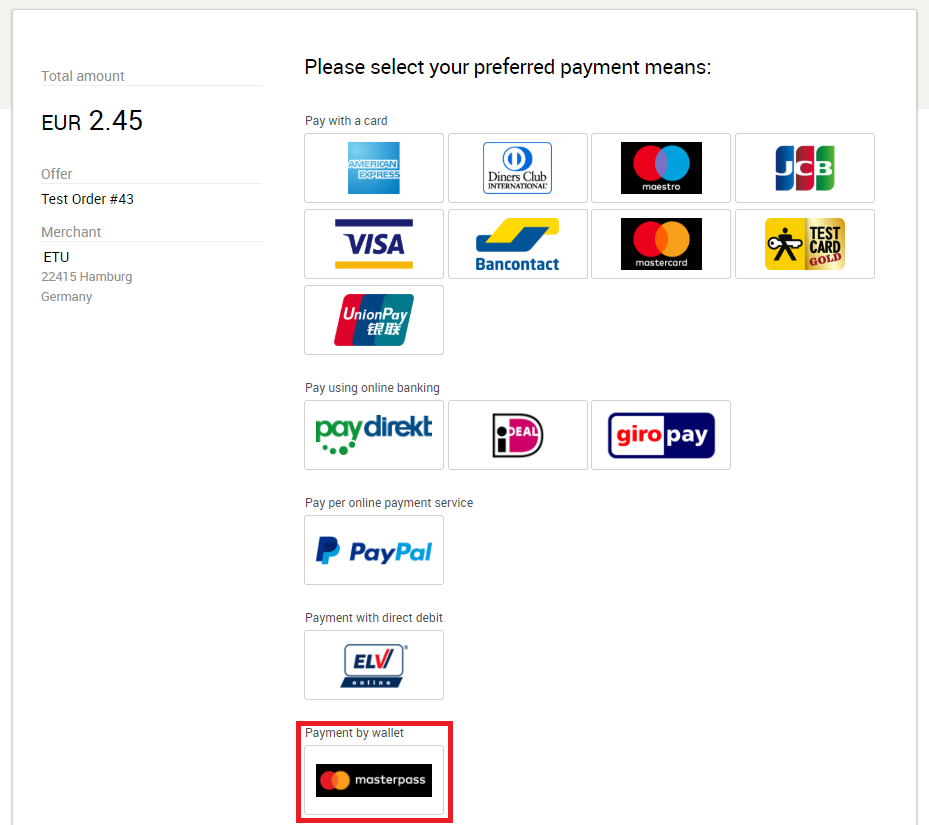 Total amount
EUR 2.45
Offer
Test Order #43
Merchant
ETU
22415 Hamburg
Germany
Please select your preferred payment means:
Pay with a card
AMERICAN
EXPRESS
Diners Club
INTERNATIONAL
maestro
JCB
VISA
Bancontact
mastercard
TEST
CARD
GOLD
UnionPay
银联
Pay using online banking
paydirekt
iDEAL
giropay
Pay per online payment service
PayPal
Payment with direct debit
ELV
online
Payment by wallet
masterpass